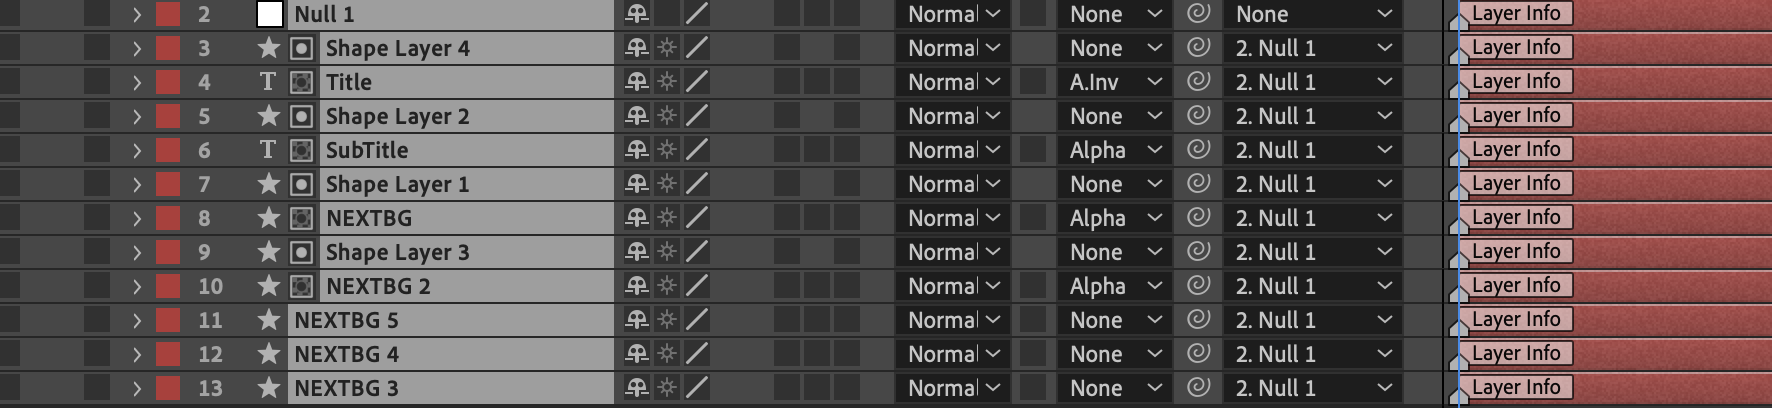 2 Null 1 Normal None None Layer Info
3 Shape Layer 4 Normal None 2. Null 1 Layer Info
4 T Title Normal A.Inv 2. Null 1 Layer Info
5 Shape Layer 2 Normal None 2. Null 1 Layer Info
6 T SubTitle Normal Alpha 2. Null 1 Layer Info
7 Shape Layer 1 Normal None 2. Null 1 Layer Info
8 NEXTBG Normal Alpha 2. Null 1 Layer Info
9 Shape Layer 3 Normal None 2. Null 1 Layer Info
10 NEXTBG 2 Normal Alpha 2. Null 1 Layer Info
11 NEXTBG 5 Normal None 2. Null 1 Layer Info
12 NEXTBG 4 Normal None 2. Null 1 Layer Info
13 NEXTBG 3 Normal None 2. Null 1 Layer Info